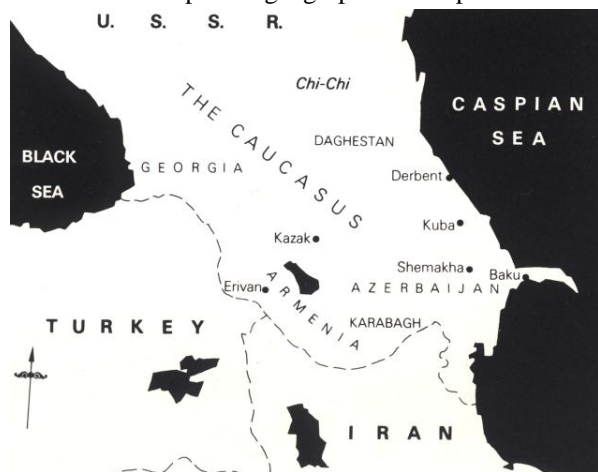 U. S. S. R.
Chi-Chi
CASPIAN
SEA
THE CAUCASUS
DAGHESTAN
BLACK
SEA
GEORGIA
Derbent
Kuba
Kazak
Shemakha
Baku
Erivan
ARMENIA
AZERBAIJAN
TURKEY
KARABAGH
IRAN